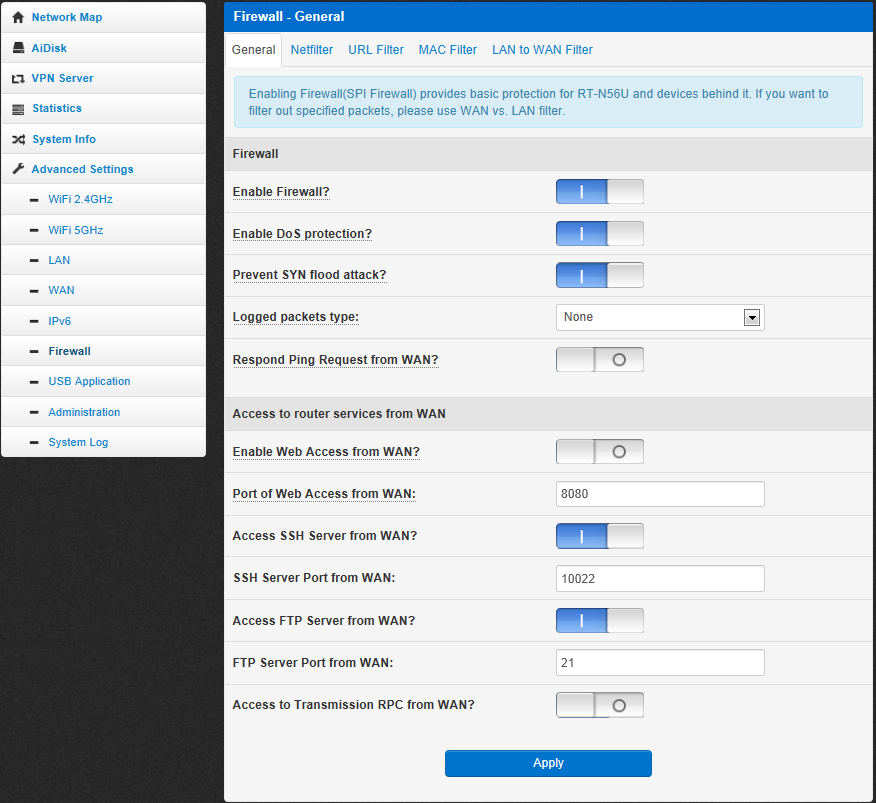 Network Map
AiDisk
VPN Server
Statistics
System Info
Advanced Settings
WiFi 2.4GHz
WiFi 5GHz
LAN
WAN
IPv6
Firewall
USB Application
Administration
System Log
Firewall - General
General Netfilter URL Filter MAC Filter LAN to WAN Filter
Enabling Firewall(SPI Firewall) provides basic protection for RT-N56U and devices behind it. If you want to
filter out specified packets, please use WAN vs. LAN filter.
Firewall
Enable Firewall?
Enable DoS protection?
Prevent SYN flood attack?
Logged packets type: None
Respond Ping Request from WAN?
Access to router services from WAN
Enable Web Access from WAN?
Port of Web Access from WAN: 8080
Access SSH Server from WAN?
SSH Server Port from WAN: 10022
Access FTP Server from WAN?
FTP Server Port from WAN: 21
Access to Transmission RPC from WAN?
Apply